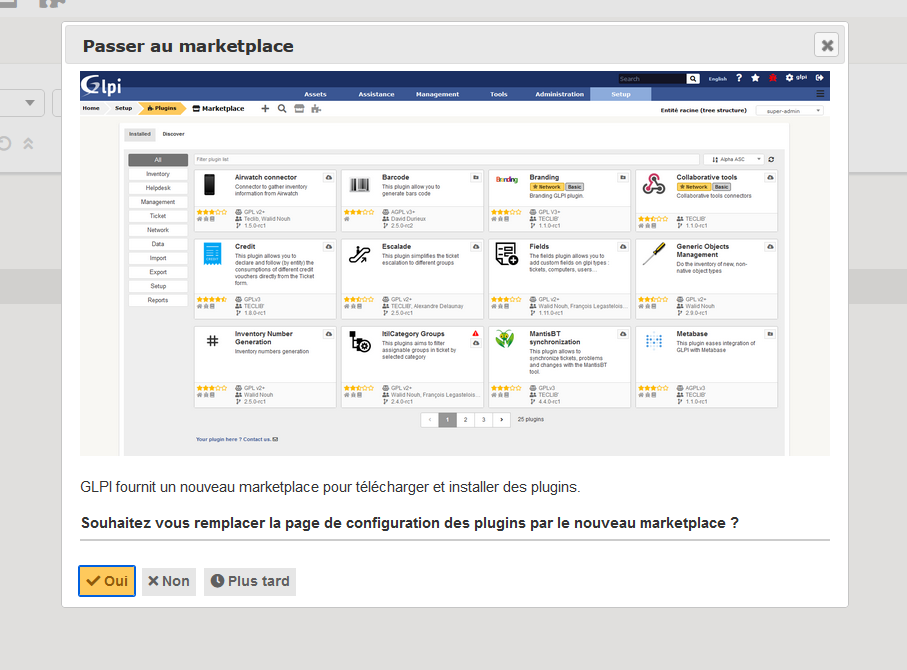 Passer au marketplace
Glpi
Search
English
?
glpi
Assets Assistance Management Tools Administration Setup
Home Setup Plugins Marketplace
Entité racine (tree structure) super-admin
Installed Discover
All
Inventory
Helpdesk
Management
Ticket
Network
Data
Import
Export
Setup
Reports
Filter plugin list
Alpha ASC
Airwatch connector
Connector to gather inventory
information from Airwatch
GPL v2+
Teclib, Walid Nouh
1.5.0-rc1
Barcode
This plugin allow you to
generate bars code
AGPL v3+
David Durieux
2.5.0-rc2
Branding
Branding
Network Basic
Branding GLPI plugin.
GPL V3+
TECLIB'
1.1.0-rc1
Collaborative tools
Network Basic
Collaborative tools connectors
TECLIB'
1.1.0-rc1
CREDIT
Credit
This plugin allows you to
declare and follow (by entity) the
consumptions of different credit
vouchers directly from the Ticket
form.
GPLv3
TECLIB'
1.8.0-rc1
Escalade
This plugin simplifies the ticket
escalation to different groups
GPL v2+
TECLIB', Alexandre Delaunay
2.5.0-rc1
Fields
The fields plugin allows you to
add custom fields on glpi types :
tickets, computers, users...
GPL v2+
Walid Nouh, François Legastelois...
1.11.0-rc1
Generic Objects
Management
Do the inventory of new, non-
native object types
GPL v2+
Walid Nouh
2.9.0-rc1
#
Inventory Number
Generation
Inventory numbers generation
GPL v2+
Walid Nouh
2.5.0-rc1
ItilCategory Groups
This plugins aims to filter
assignable groups in ticket by
selected category
GPL v2+
Walid Nouh, François Legastelois...
2.4.0-rc1
MantisBT
synchronization
This plugin allows to
synchronize tickets, problems
and changes with the MantisBT
tool.
GPLv3
TECLIB'
4.4.0-rc1
Metabase
This plugin eases integration of
GLPI with Metabase
AGPLv3
TECLIB'
1.1.0-rc1
1 2 3 25 plugins
Your plugin here ? Contact us.
GLPI fournit un nouveau marketplace pour télécharger et installer des plugins.
Souhaitez vous remplacer la page de configuration des plugins par le nouveau marketplace ?
Oui Non Plus tard